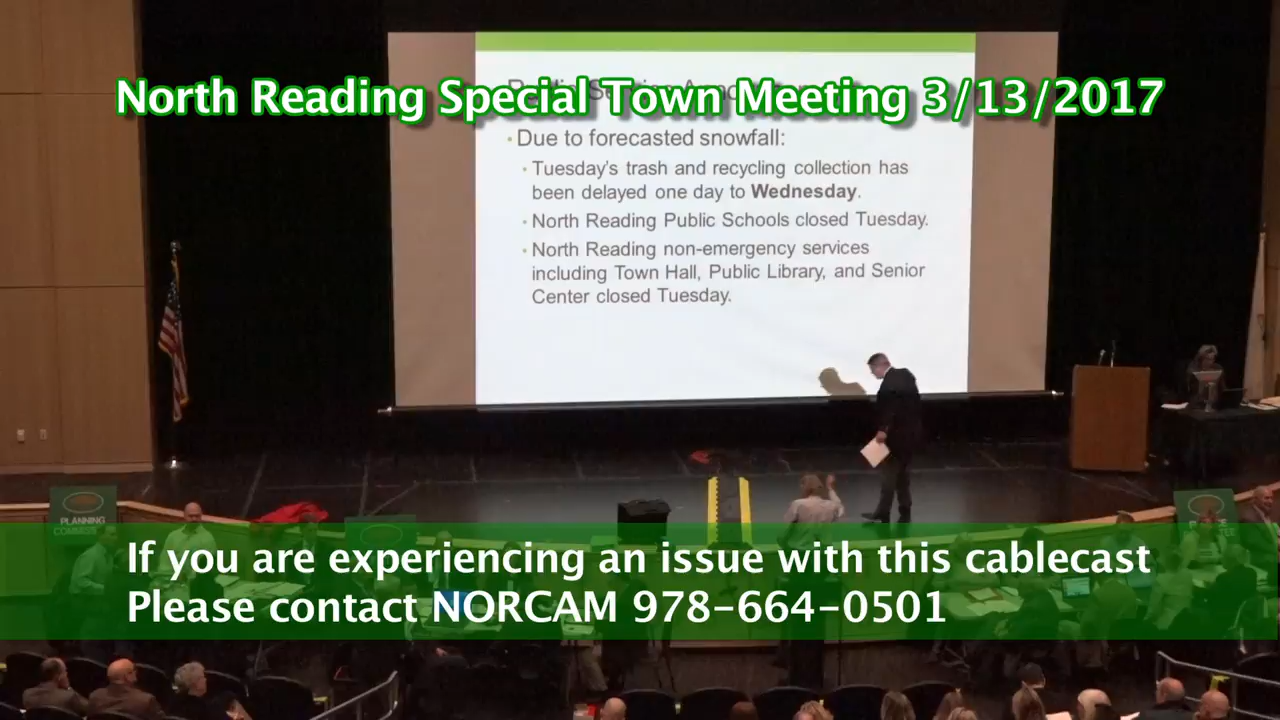 North Reading Special Town Meeting 3/13/2017
• Due to forecasted snowfall:
• Tuesday's trash and recycling collection has
been delayed one day to Wednesday.
• North Reading Public Schools closed Tuesday.
• North Reading non-emergency services
including Town Hall, Public Library, and Senior
Center closed Tuesday.
PLANNING
If you are experiencing an issue with this cablecast
Please contact NORCAM 978-664-0501